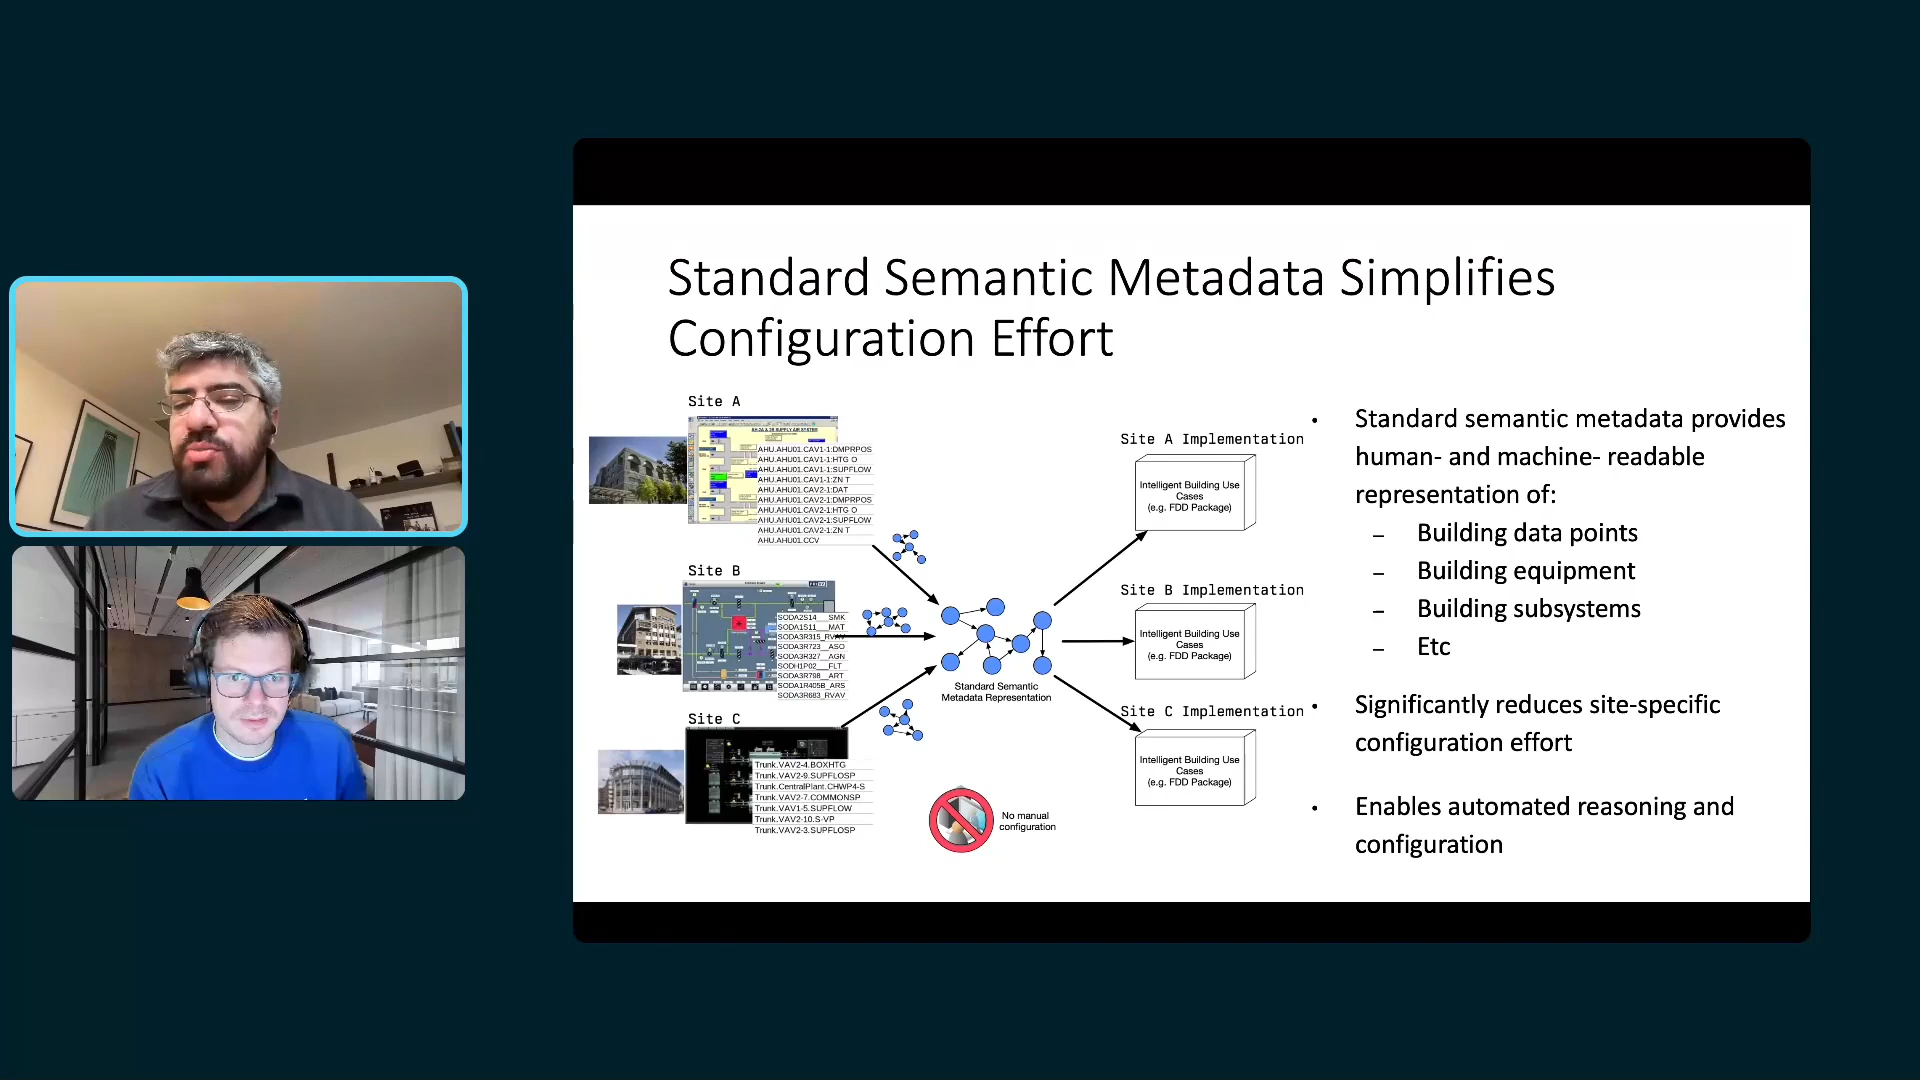 Standard Semantic Metadata Simplifies
Configuration Effort
Site A
AHU.AHU01.CAV1-1:DMPRPOS
AHU.AHU01.CAV1-1:HTG O
AHU.AHU01.CAV1-1:SUPFLOW
AHU.AHU01.CAV1-1:ZN T
AHU.AHU01.CAV2-1:DAT
AHU.AHU01.CAV2-1:DMPRPOS
AHU.AHU01.CAV2-1:HTG O
AHU.AHU01.CAV2-1:SUPFLOW
AHU.AHU01.CAV2-1:ZN T
AHU.AHU01.CCV
Site B
SODA2S14___SMK
SODA1S11___MAT
SODA3R315_RVAV
SODA3R723__ASO
SODA3R327__AGN
SODH1P02___FLT
SODA3R798__ART
SODA1R405B_ARS
SODA3R683_RVAV
Site C
Trunk.VAV2-4.BOXHTG
Trunk.VAV2-9.SUPFLOSP
Trunk.CentralPlant.CHWP4-S
Trunk.VAV2-7.COMMONSP
Trunk.VAV1-5.SUPFLOW
Trunk.VAV2-10.S-VP
Trunk.VAV2-3.SUPFLOSP
Standard Semantic
Metadata Representation
No manual
configuration
Site A Implementation
Intelligent Building Use
Cases
(e.g. FDD Package)
Site B Implementation
Intelligent Building Use
Cases
(e.g. FDD Package)
Site C Implementation
Intelligent Building Use
Cases
(e.g. FDD Package)
• Standard semantic metadata provides
human- and machine- readable
representation of:
– Building data points
– Building equipment
– Building subsystems
– Etc
• Significantly reduces site-specific
configuration effort
• Enables automated reasoning and
configuration